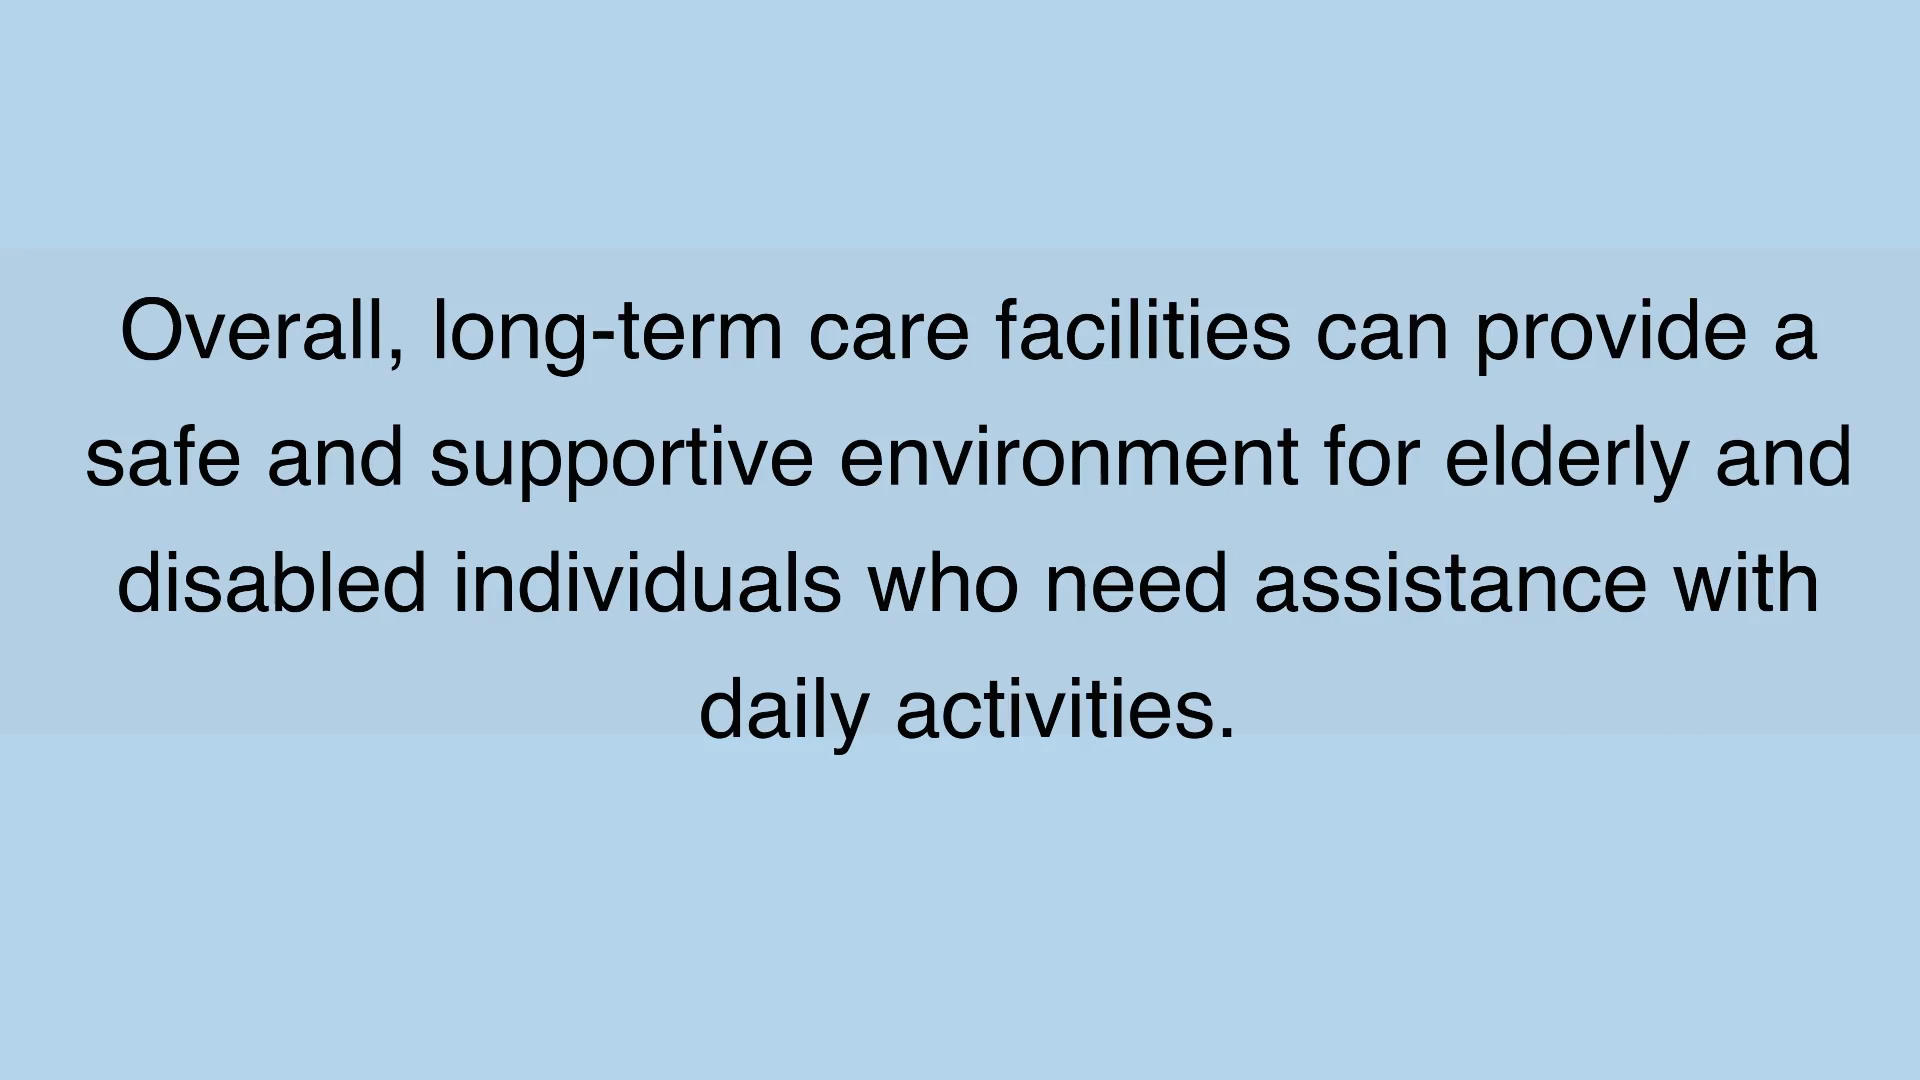 Overall, long-term care facilities can provide a
safe and supportive environment for elderly and
disabled individuals who need assistance with
daily activities.